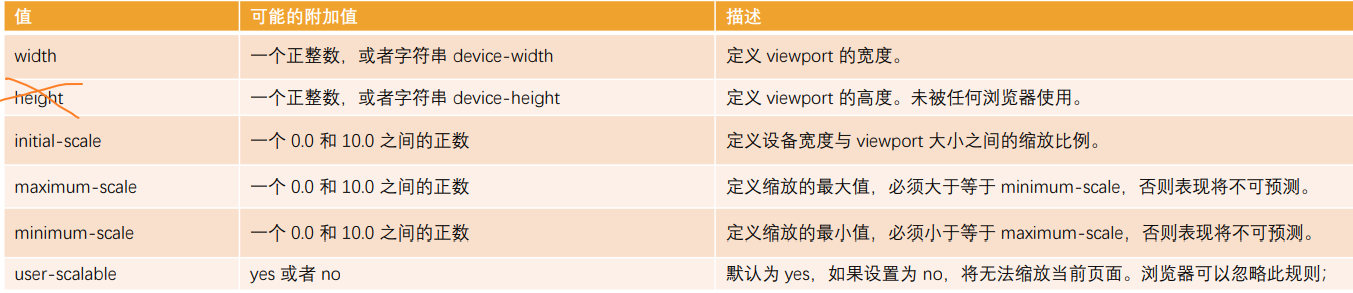 值 可能的附加值 描述
width 一个正整数，或者字符串 device-width 定义 viewport 的宽度。
height 一个正整数，或者字符串 device-height 定义 viewport 的高度。未被任何浏览器使用。
initial-scale 一个 0.0 和 10.0 之间的正数 定义设备宽度与 viewport 大小之间的缩放比例。
maximum-scale 一个 0.0 和 10.0 之间的正数 定义缩放的最大值，必须大于等于 minimum-scale，否则表现将不可预测。
minimum-scale 一个 0.0 和 10.0 之间的正数 定义缩放的最小值，必须小于等于 maximum-scale，否则表现将不可预测。
user-scalable yes 或者 no 默认为 yes，如果设置为 no，将无法缩放当前页面。浏览器可以忽略此规则；